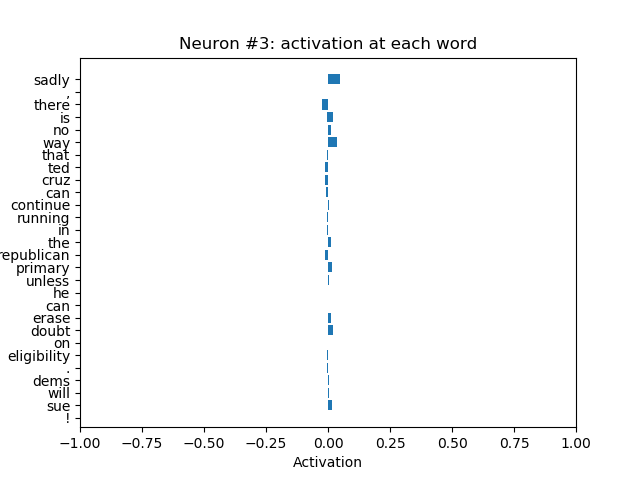 Neuron #3: activation at each word
sadly
,
there
is
no
way
that
ted
cruz
can
continue
running
in
the
republican
primary
unless
he
can
erase
doubt
on
eligibility
.
dems
will
sue
!
−1.00 −0.75 −0.50 −0.25 0.00 0.25 0.50 0.75 1.00
Activation